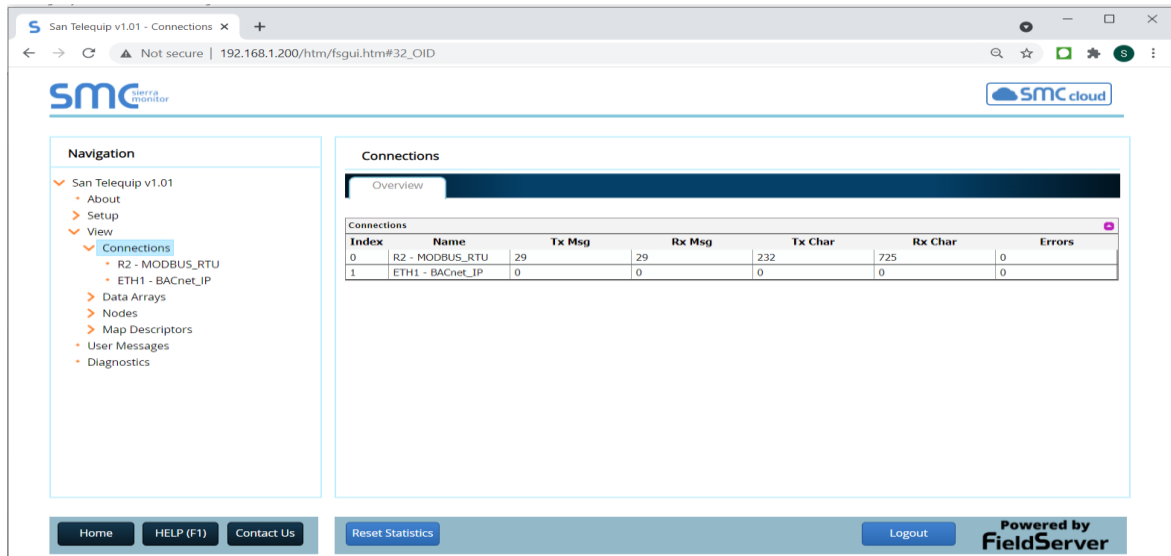 San Telequip v1.01 - Connections
Not secure | 192.168.1.200/htm/fsgui.htm#32_OID
S
smc sierra monitor
SMC cloud
Navigation
San Telequip v1.01
About
Setup
View
Connections
R2 - MODBUS_RTU
ETH1 - BACnet_IP
Data Arrays
Nodes
Map Descriptors
User Messages
Diagnostics
Connections
Overview
Connections
Index Name Tx Msg Rx Msg Tx Char Rx Char Errors
0 R2 - MODBUS_RTU 29 29 232 725 0
1 ETH1 - BACnet_IP 0 0 0 0 0
Home HELP (F1) Contact Us Reset Statistics Logout
Powered by
FieldServer